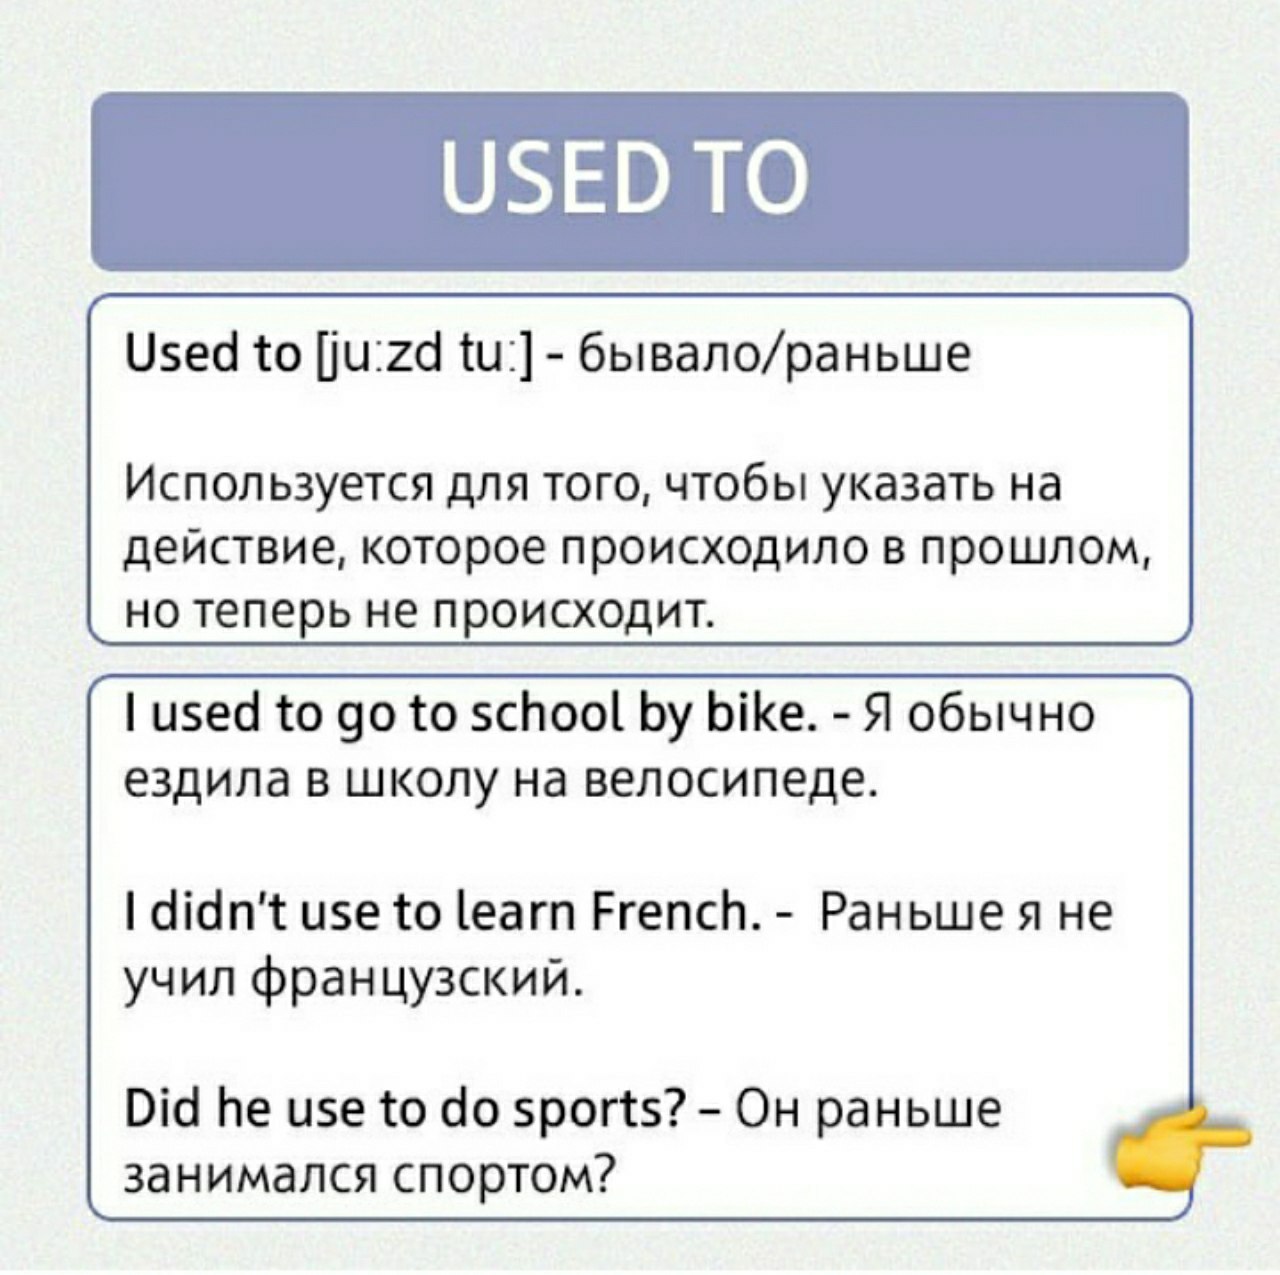 USED TO
Used to [ju:zd tu:] - бывало/раньше
Используется для того, чтобы указать на
действие, которое происходило в прошлом,
но теперь не происходит.
I used to go to school by bike. - Я обычно
ездила в школу на велосипеде.
I didn't use to learn French. - Раньше я не
учил французский.
Did he use to do sports? – Он раньше
занимался спортом?